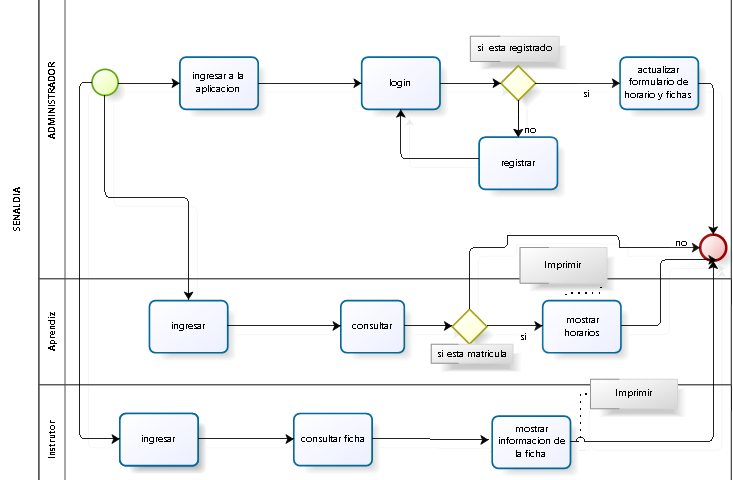 SENALDIA
ADMINISTRADOR
si esta registrado
ingresar a la
aplicacion
login
si
actualizar
formulario de
horario y fichas
no
registrar
no
Imprimir
Aprendiz
ingresar
consultar
si
mostrar
horarios
si esta matricula
Imprimir
Instrutor
ingresar
consultar ficha
mostrar
informacion de
la ficha